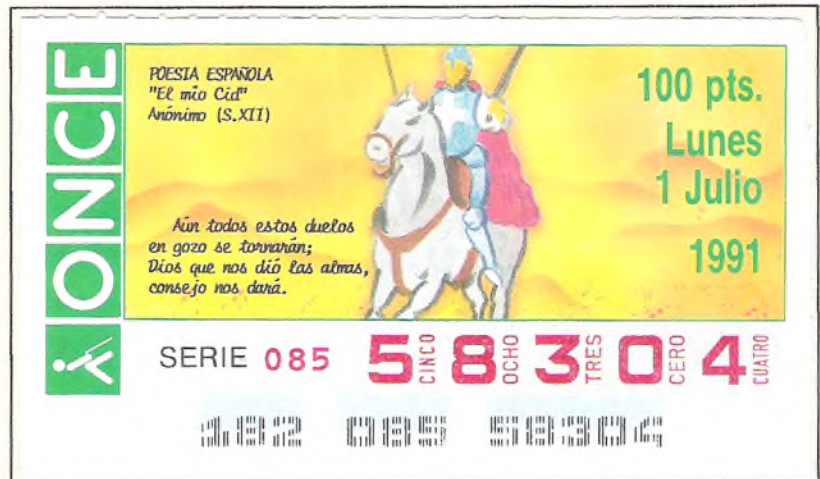 ONCE
POESIA ESPAÑOLA
"El mío Cid"
Anónimo (S.XII)
100 pts.
Lunes
1 Julio
1991
Aún todos estos duelos
en gozo se tornarán;
Dios que nos dió las almas,
consejo nos dará.
SERIE 085 5 CINCO 8 OCHO 3 TRES 0 CERO 4 CUATRO
182 085 58304